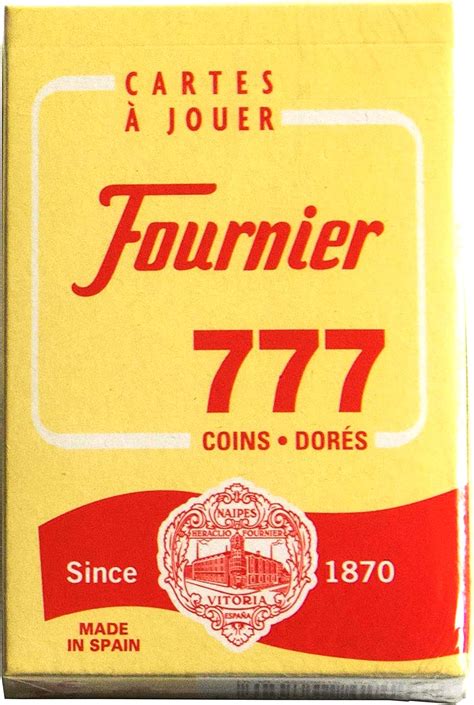 CARTES
À JOUER
Fournier
777
COINS • DORÉS
NAIPES
HERACLIO FOURNIER
VITORIA
ESPAÑA
Since 1870
MADE
IN SPAIN